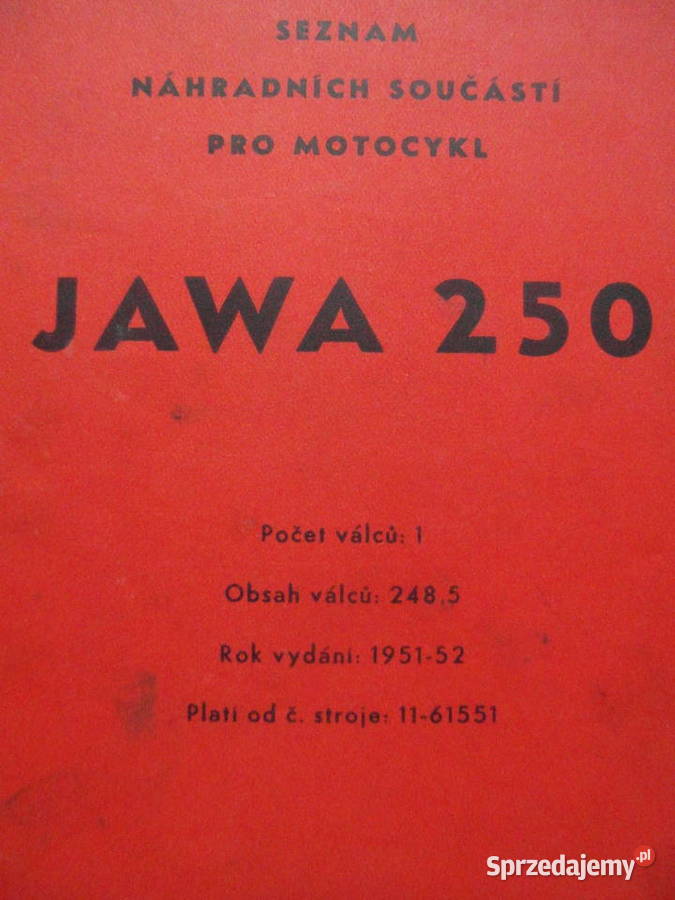 SEZNAM
NÁHRADNÍCH SOUČÁSTÍ
PRO MOTOCYKL
JAWA 250
Počet válců: 1
Obsah válců: 248,5
Rok vydání: 1951-52
Platí od č. stroje: 11-61551
Sprzedajemy.pl